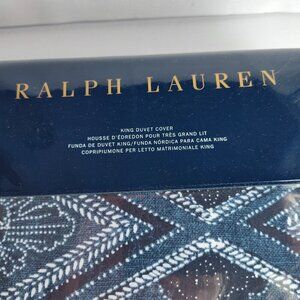 RALPH LAUREN
KING DUVET COVER
HOUSSE D'ÉDREDON POUR TRÈS GRAND LIT
FUNDA DE DUVET KING/FUNDA NÓRDICA PARA CAMA KING
COPRIPIUMONE PER LETTO MATRIMONIALE KING